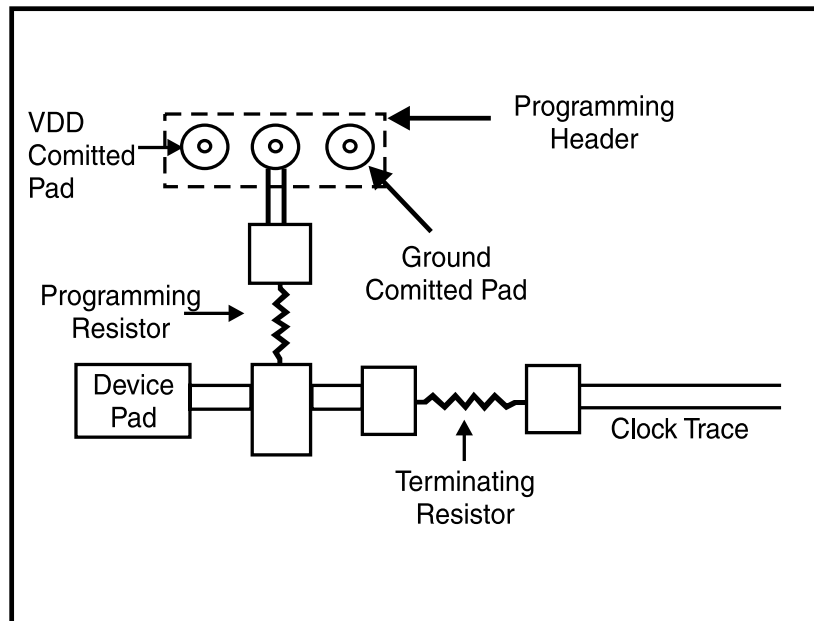 VDD
Comitted
Pad
Programming
Header
Ground
Comitted Pad
Programming
Resistor
Device
Pad
Clock Trace
Terminating
Resistor